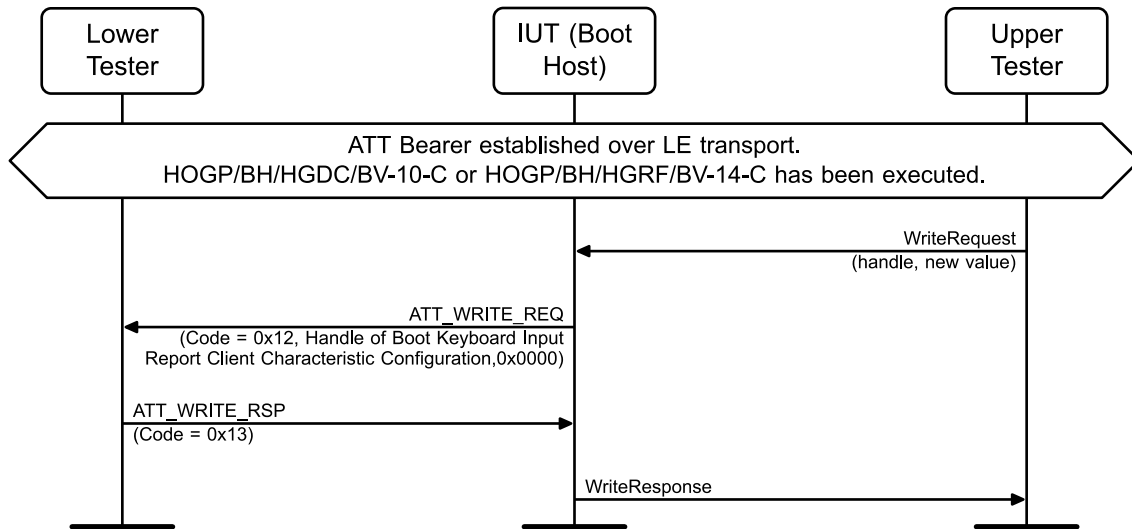 Lower
Tester
IUT (Boot
Host)
Upper
Tester
ATT Bearer established over LE transport.
HOGP/BH/HGDC/BV-10-C or HOGP/BH/HGRF/BV-14-C has been executed.
WriteRequest
(handle, new value)
ATT_WRITE_REQ
(Code = 0x12, Handle of Boot Keyboard Input
Report Client Characteristic Configuration,0x0000)
ATT_WRITE_RSP
(Code = 0x13)
WriteResponse